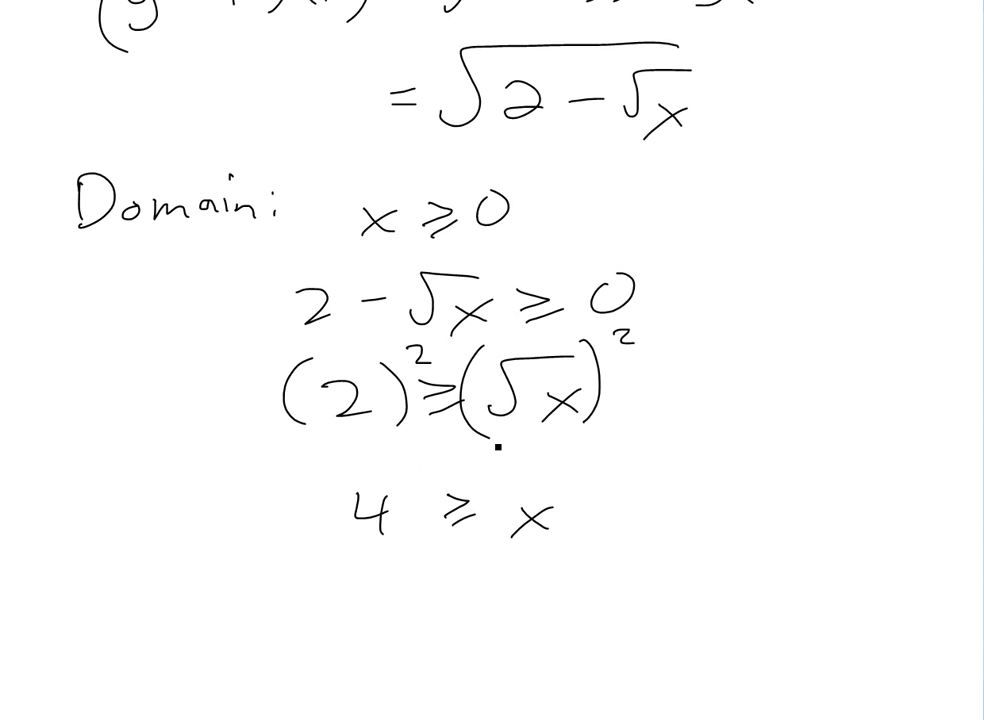 = √(2 - √x)
Domain: x ⩾ 0
2 - √x ⩾ 0
(2)² ⩾ (√x)²
4 ⩾ x